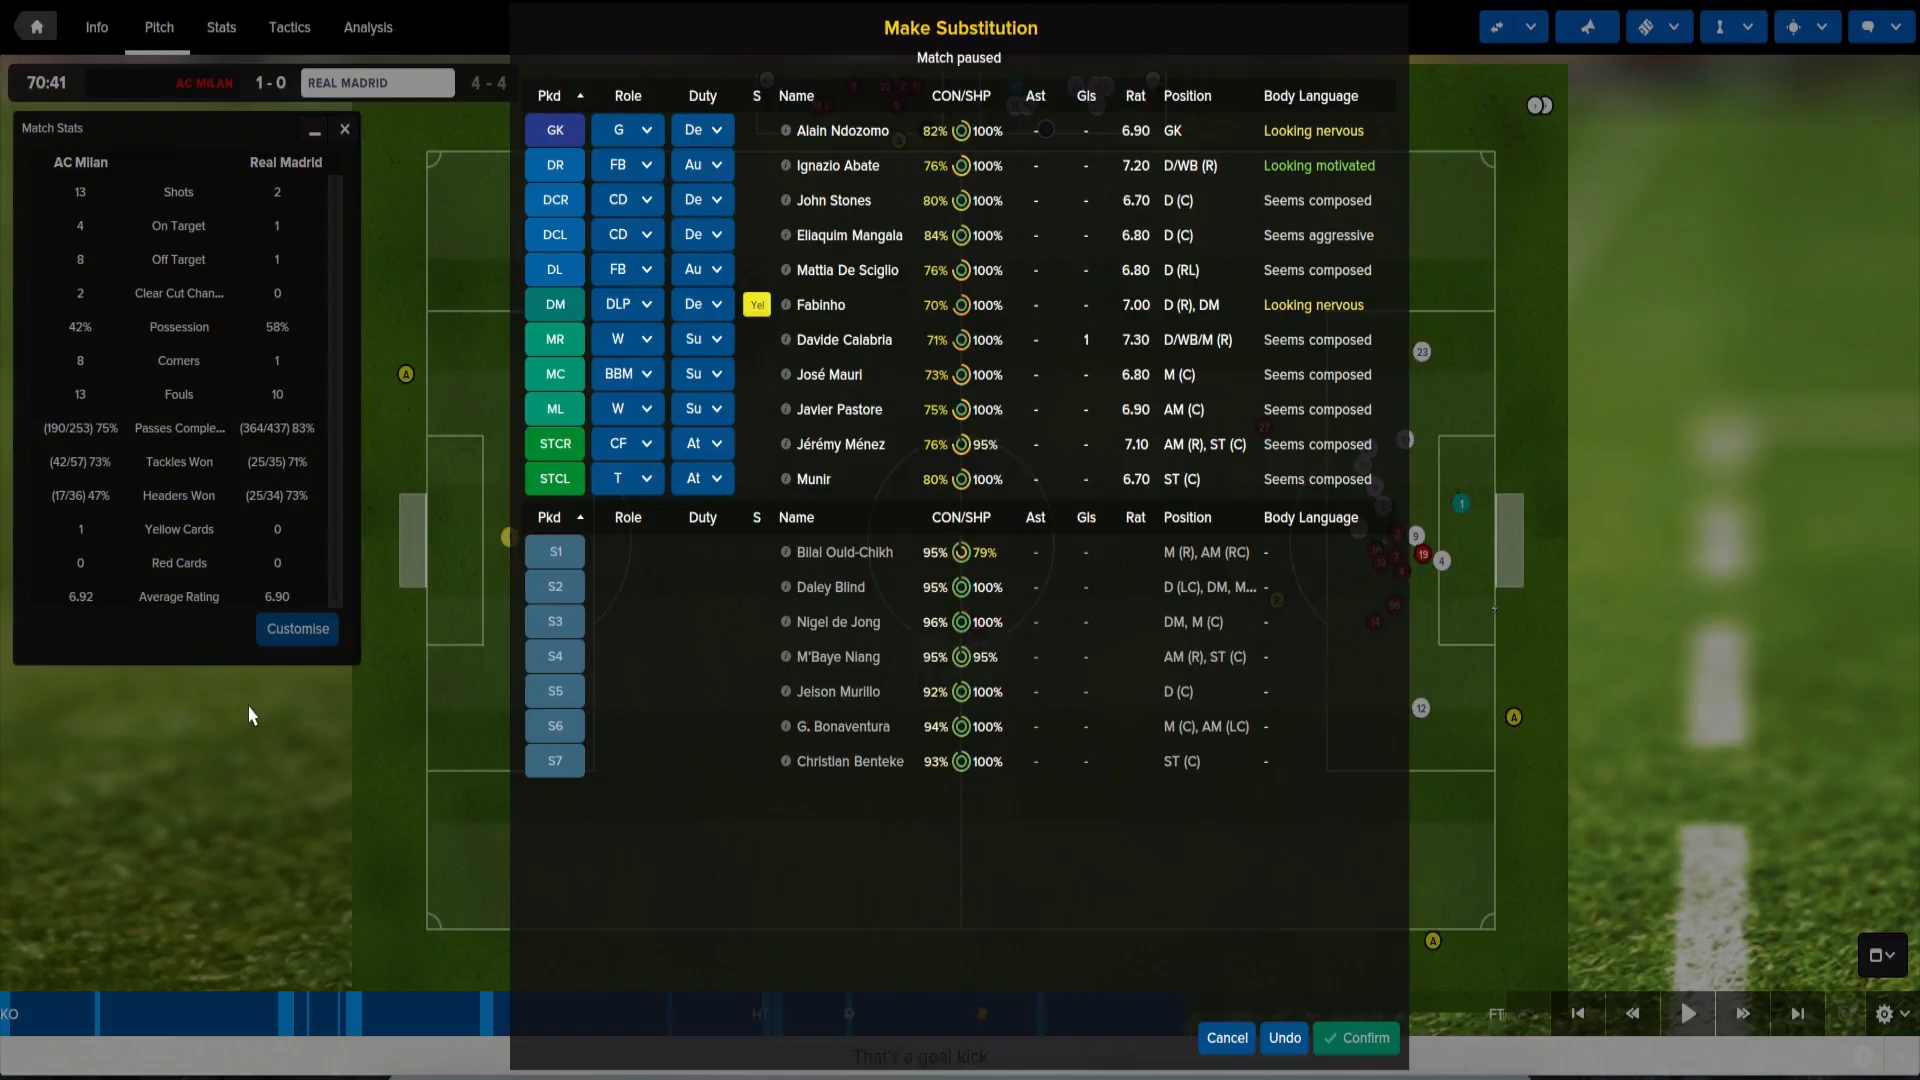 Info Pitch Stats Tactics Analysis
70:41 AC MILAN 1 - 0 REAL MADRID 4 - 4
Match Stats
AC Milan Real Madrid
13 Shots 2
4 On Target 1
8 Off Target 1
2 Clear Cut Chan... 0
42% Possession 58%
8 Corners 1
13 Fouls 10
(190/253) 75% Passes Comple... (364/437) 83%
(42/57) 73% Tackles Won (25/35) 71%
(17/36) 47% Headers Won (25/34) 73%
1 Yellow Cards 0
0 Red Cards 0
6.92 Average Rating 6.90
Customise
Make Substitution
Match paused
Pkd Role Duty S Name CON/SHP Ast Gls Rat Position Body Language
GK G De Alain Ndozomo 82% 100% - - 6.90 GK Looking nervous
DR FB Au Ignazio Abate 76% 100% - - 7.20 D/WB (R) Looking motivated
DCR CD De John Stones 80% 100% - - 6.70 D (C) Seems composed
DCL CD De Eliaquim Mangala 84% 100% - - 6.80 D (C) Seems aggressive
DL FB Au Mattia De Sciglio 76% 100% - - 6.80 D (RL) Seems composed
DM DLP De Yel Fabinho 70% 100% - - 7.00 D (R), DM Looking nervous
MR W Su Davide Calabria 71% 100% - 1 7.30 D/WB/M (R) Seems composed
MC BBM Su José Mauri 73% 100% - - 6.80 M (C) Seems composed
ML W Su Javier Pastore 75% 100% - - 6.90 AM (C) Seems composed
STCR CF At Jérémy Ménez 76% 95% - - 7.10 AM (R), ST (C) Seems composed
STCL T At Munir 80% 100% - - 6.70 ST (C) Seems composed
Pkd Role Duty S Name CON/SHP Ast Gls Rat Position Body Language
S1 Bilal Ould-Chikh 95% 79% - - M (R), AM (RC) -
S2 Daley Blind 95% 100% - - D (LC), DM, M... -
S3 Nigel de Jong 96% 100% - - DM, M (C) -
S4 M'Baye Niang 95% 95% - - AM (R), ST (C) -
S5 Jeison Murillo 92% 100% - - D (C) -
S6 G. Bonaventura 94% 100% - - M (C), AM (LC) -
S7 Christian Benteke 93% 100% - - ST (C) -
A
23
27
1
9
19
4
96
14
12
A
A
KO HT FT
Cancel Undo Confirm
That's a goal kick